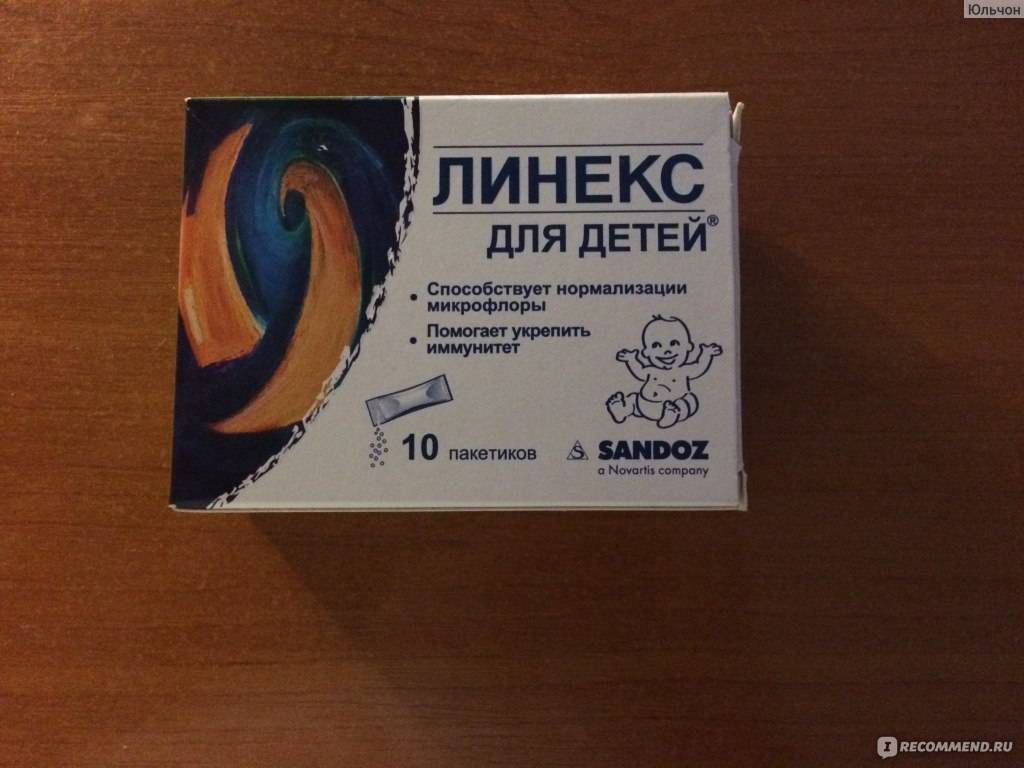 Юльчон
ЛИНЕКС
ДЛЯ ДЕТЕЙ®
• Способствует нормализации
микрофлоры
• Помогает укрепить
иммунитет
10 пакетиков
S SANDOZ
a Novartis company
I RECOMMEND.RU